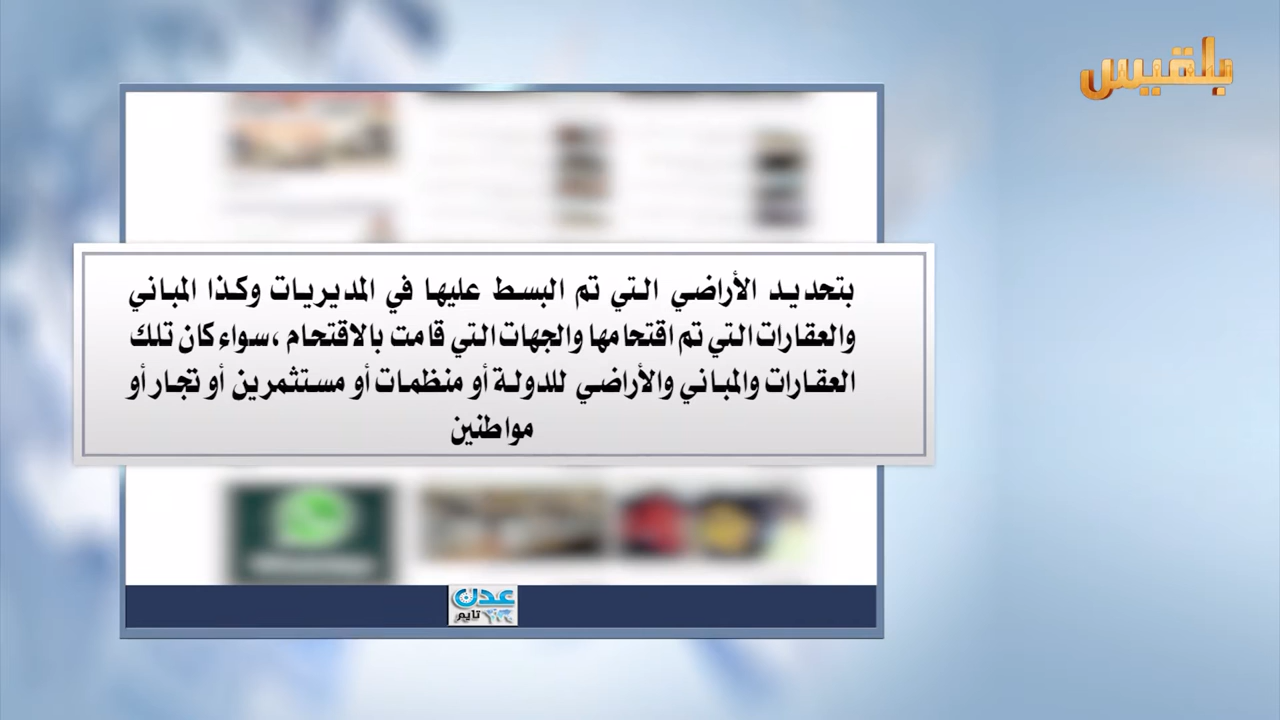 بلقيس
بتحديد الأراضي التي تم البسط عليها في المديريات وكذا المباني
والعقارات التي تم اقتحامها والجهات التي قامت بالاقتحام ،سواء كان تلك
العقارات والمباني والأراضي للدولة أو منظمات أو مستثمرين أو تجار أو
مواطنين
عدن
تايم